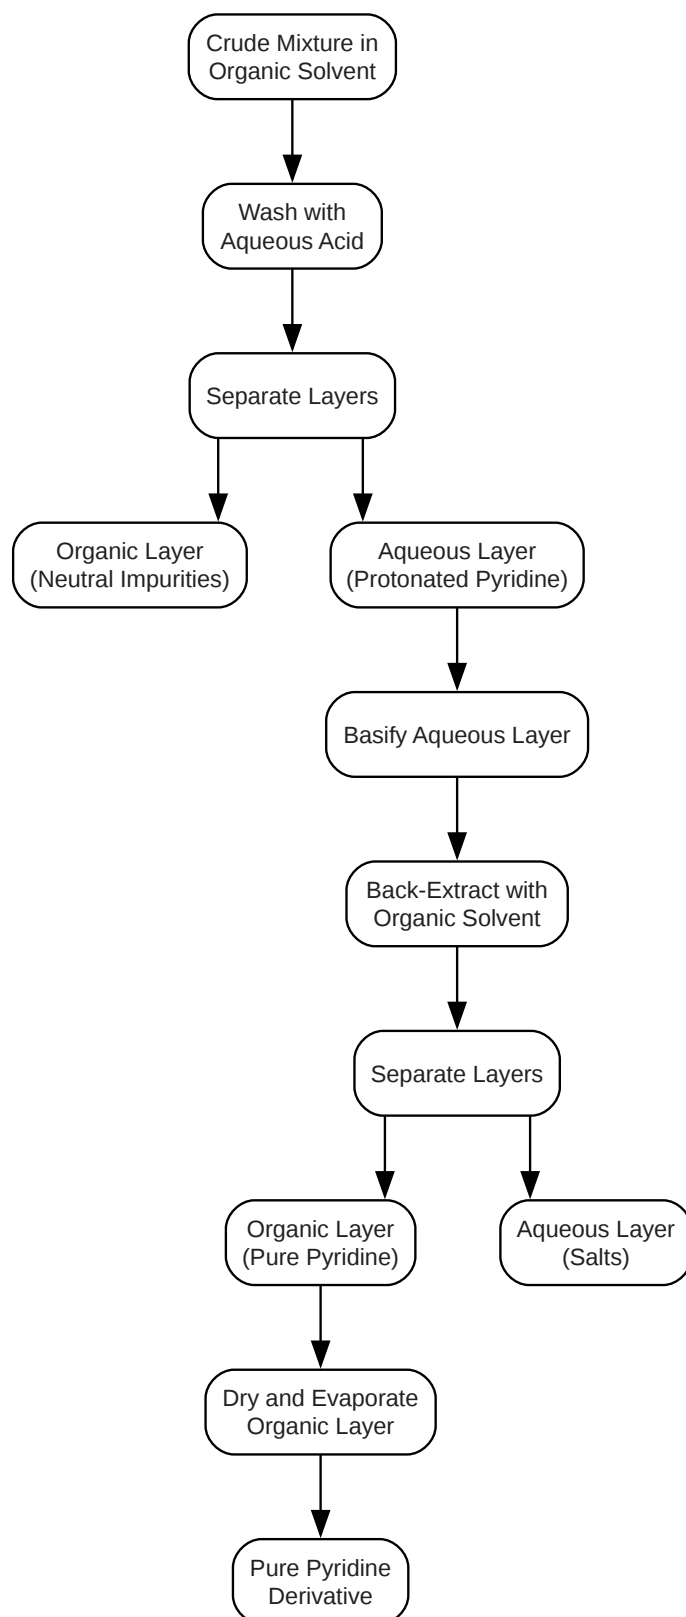 Crude Mixture in
Organic Solvent
Wash with
Aqueous Acid
Separate Layers
Organic Layer
(Neutral Impurities)
Aqueous Layer
(Protonated Pyridine)
Basify Aqueous Layer
Back-Extract with
Organic Solvent
Separate Layers
Organic Layer
(Pure Pyridine)
Aqueous Layer
(Salts)
Dry and Evaporate
Organic Layer
Pure Pyridine
Derivative